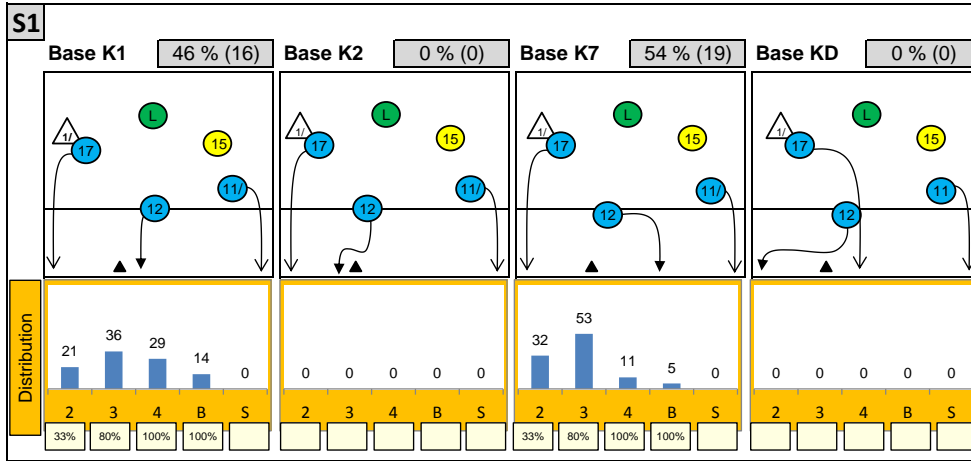 S1
Base K1 46 % (16) Base K2 0 % (0) Base K7 54 % (19) Base KD 0 % (0)
L L L L
1/ 1/ 1/ 1/
17 15 17 15 17 15 17 15
11/ 11/ 11/ 11
12 12 12 12
Distribution
21 36 29 14 0 0 0 0 0 0 32 53 11 5 0 0 0 0 0 0
2 3 4 B S 2 3 4 B S 2 3 4 B S 2 3 4 B S
33% 80% 100% 100% 33% 80% 100% 100%